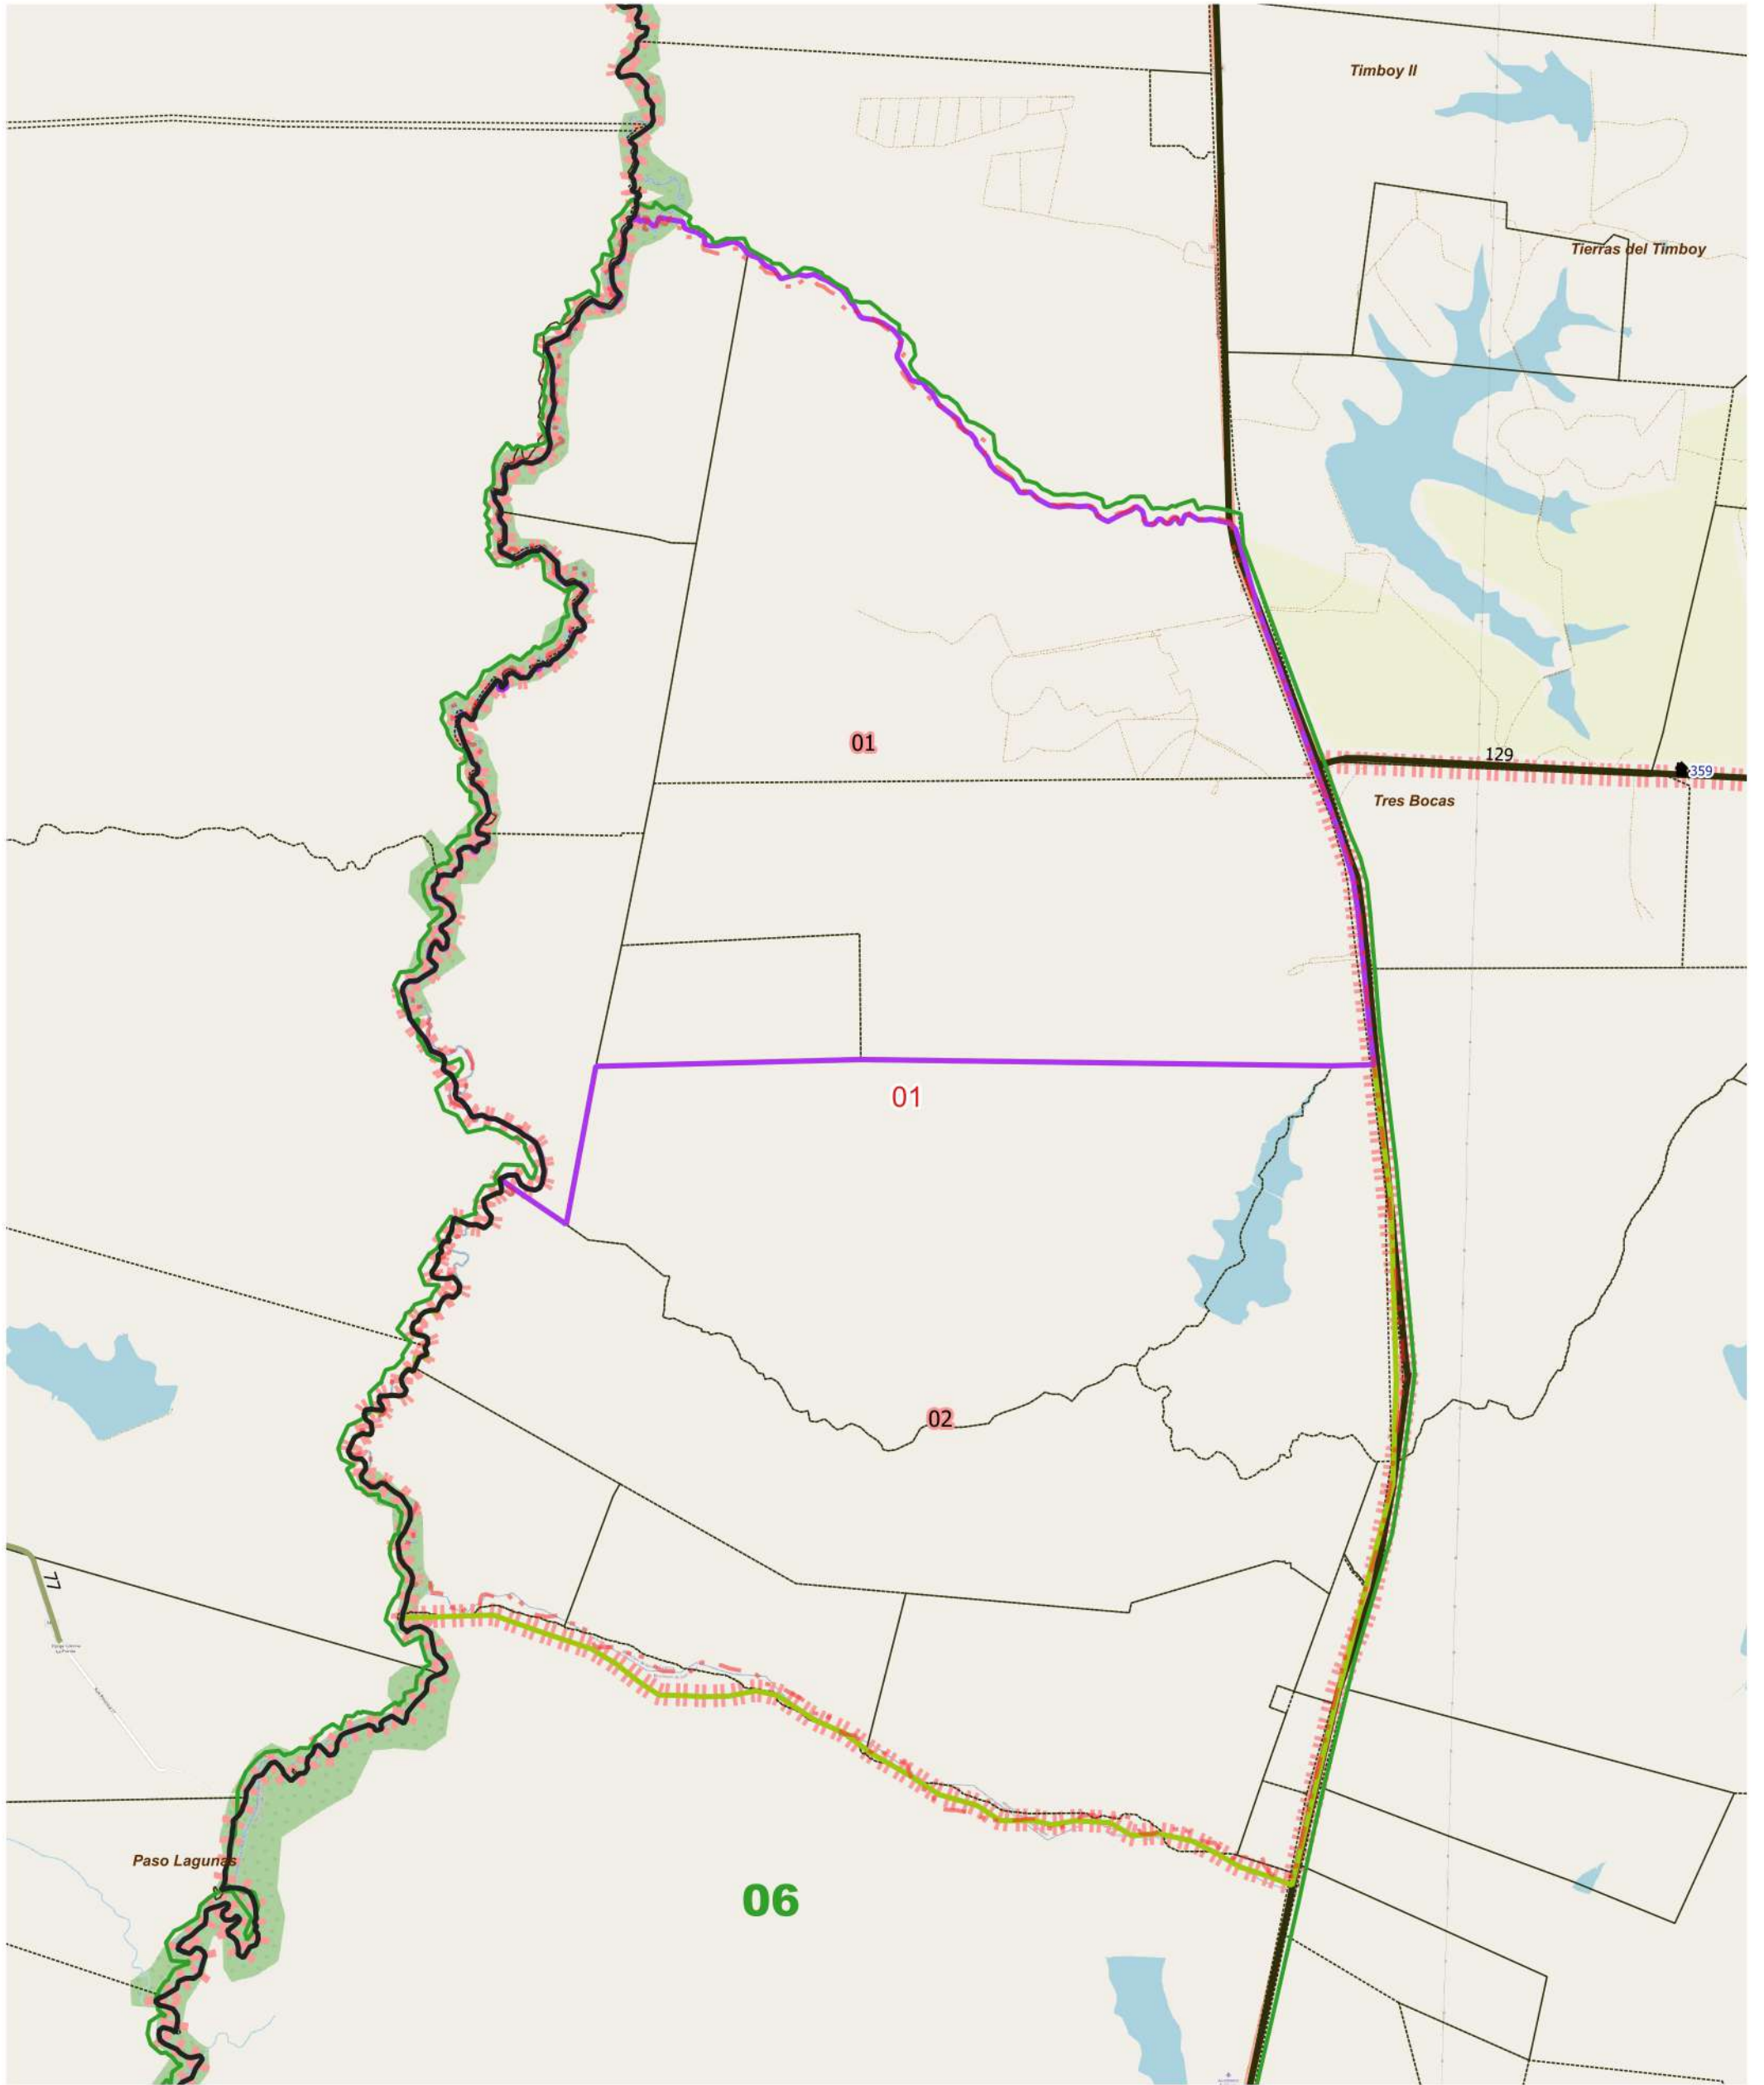 Timboy II
Tierras del Timboy
01
129
359
Tres Bocas
01
02
77
Paso Lagunas
06